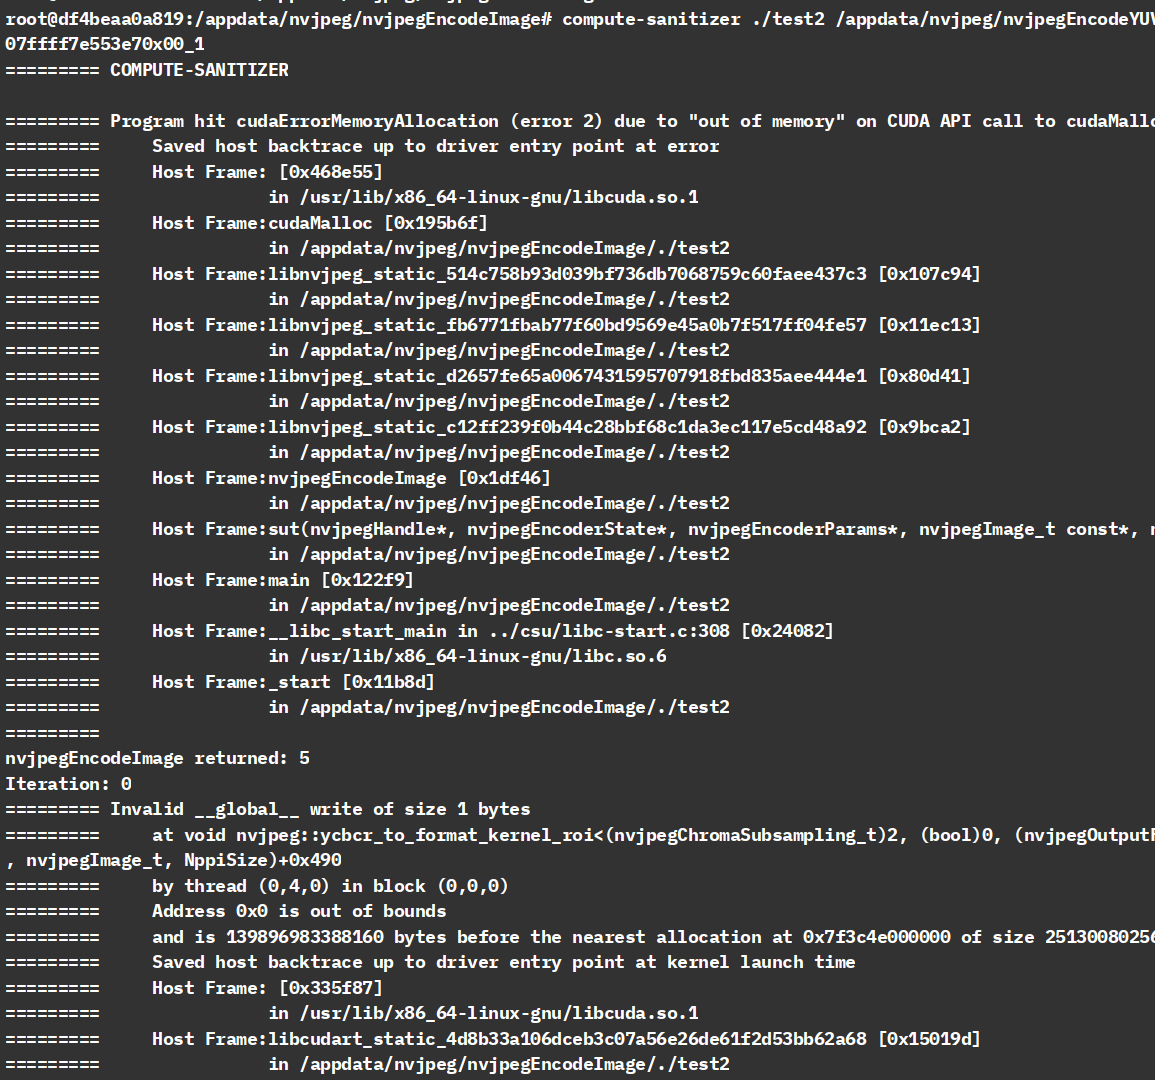 root@df4beaa0a819:/appdata/nvjpeg/nvjpegEncodeImage# compute-sanitizer ./test2 /appdata/nvjpeg/nvjpegEncodeYUV
07ffff7e553e70x00_1
========= COMPUTE-SANITIZER
========= Program hit cudaErrorMemoryAllocation (error 2) due to "out of memory" on CUDA API call to cudaMalloc
=========     Saved host backtrace up to driver entry point at error
=========     Host Frame: [0x468e55]
=========                in /usr/lib/x86_64-linux-gnu/libcuda.so.1
=========     Host Frame:cudaMalloc [0x195b6f]
=========                in /appdata/nvjpeg/nvjpegEncodeImage/./test2
=========     Host Frame:libnvjpeg_static_514c758b93d039bf736db7068759c60faee437c3 [0x107c94]
=========                in /appdata/nvjpeg/nvjpegEncodeImage/./test2
=========     Host Frame:libnvjpeg_static_fb6771fbab77f60bd9569e45a0b7f517ff04fe57 [0x11ec13]
=========                in /appdata/nvjpeg/nvjpegEncodeImage/./test2
=========     Host Frame:libnvjpeg_static_d2657fe65a0067431595707918fbd835aee444e1 [0x80d41]
=========                in /appdata/nvjpeg/nvjpegEncodeImage/./test2
=========     Host Frame:libnvjpeg_static_c12ff239f0b44c28bbf68c1da3ec117e5cd48a92 [0x9bca2]
=========                in /appdata/nvjpeg/nvjpegEncodeImage/./test2
=========     Host Frame:nvjpegEncodeImage [0x1df46]
=========                in /appdata/nvjpeg/nvjpegEncodeImage/./test2
=========     Host Frame:sut(nvjpegHandle*, nvjpegEncoderState*, nvjpegEncoderParams*, nvjpegImage_t const*,
=========                in /appdata/nvjpeg/nvjpegEncodeImage/./test2
=========     Host Frame:main [0x122f9]
=========                in /appdata/nvjpeg/nvjpegEncodeImage/./test2
=========     Host Frame:__libc_start_main in ../csu/libc-start.c:308 [0x24082]
=========                in /usr/lib/x86_64-linux-gnu/libc.so.6
=========     Host Frame:_start [0x11b8d]
=========                in /appdata/nvjpeg/nvjpegEncodeImage/./test2
=========
nvjpegEncodeImage returned: 5
Iteration: 0
========= Invalid __global__ write of size 1 bytes
=========     at void nvjpeg::ycbcr_to_format_kernel_roi<(nvjpegChromaSubsampling_t)2, (bool)0, (nvjpegOutputF
, nvjpegImage_t, NppiSize)+0x490
=========     by thread (0,4,0) in block (0,0,0)
=========     Address 0x0 is out of bounds
=========     and is 139896983388160 bytes before the nearest allocation at 0x7f3c4e000000 of size 25130080256
=========     Saved host backtrace up to driver entry point at kernel launch time
=========     Host Frame: [0x335f87]
=========                in /usr/lib/x86_64-linux-gnu/libcuda.so.1
=========     Host Frame:libcudart_static_4d8b33a106dceb3c07a56e26de61f2d53bb62a68 [0x15019d]
=========                in /appdata/nvjpeg/nvjpegEncodeImage/./test2